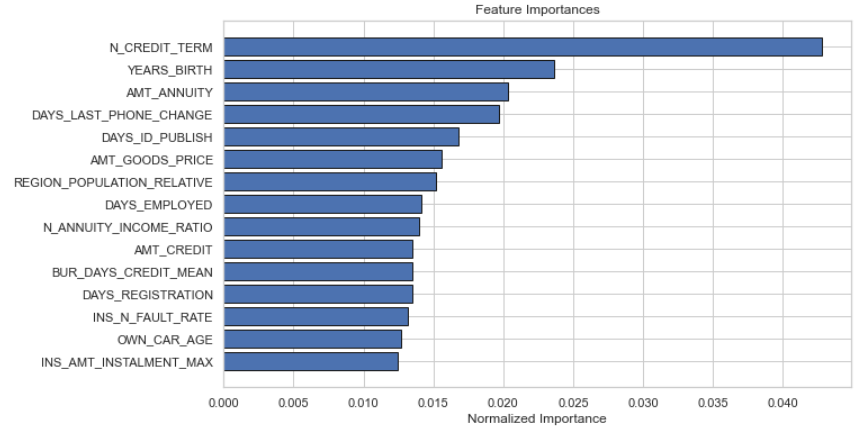 Feature Importances
N_CREDIT_TERM
YEARS_BIRTH
AMT_ANNUITY
DAYS_LAST_PHONE_CHANGE
DAYS_ID_PUBLISH
AMT_GOODS_PRICE
REGION_POPULATION_RELATIVE
DAYS_EMPLOYED
N_ANNUITY_INCOME_RATIO
AMT_CREDIT
BUR_DAYS_CREDIT_MEAN
DAYS_REGISTRATION
INS_N_FAULT_RATE
OWN_CAR_AGE
INS_AMT_INSTALMENT_MAX
0.000 0.005 0.010 0.015 0.020 0.025 0.030 0.035 0.040
Normalized Importance